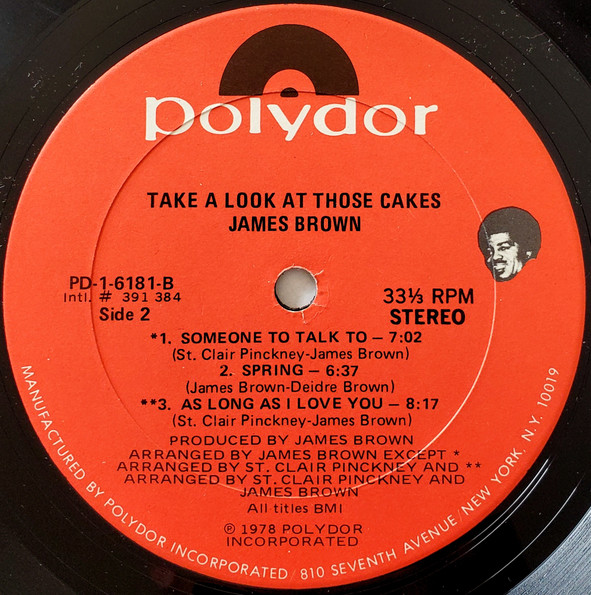 polydor
TAKE A LOOK AT THOSE CAKES
JAMES BROWN
PD-1-6181-B
Intl. # 391 384
Side 2
33⅓ RPM
STEREO
*1. SOMEONE TO TALK TO – 7:02
(St. Clair Pinckney-James Brown)
2. SPRING – 6:37
(James Brown-Deidre Brown)
**3. AS LONG AS I LOVE YOU – 8:17
(St. Clair Pinckney-James Brown)
PRODUCED BY JAMES BROWN
ARRANGED BY JAMES BROWN EXCEPT *
ARRANGED BY ST. CLAIR PINCKNEY AND **
ARRANGED BY ST. CLAIR PINCKNEY AND
JAMES BROWN
All titles BMI
℗ 1978 POLYDOR
INCORPORATED
MANUFACTURED BY POLYDOR INCORPORATED/810 SEVENTH AVENUE/NEW YORK, N.Y. 10019